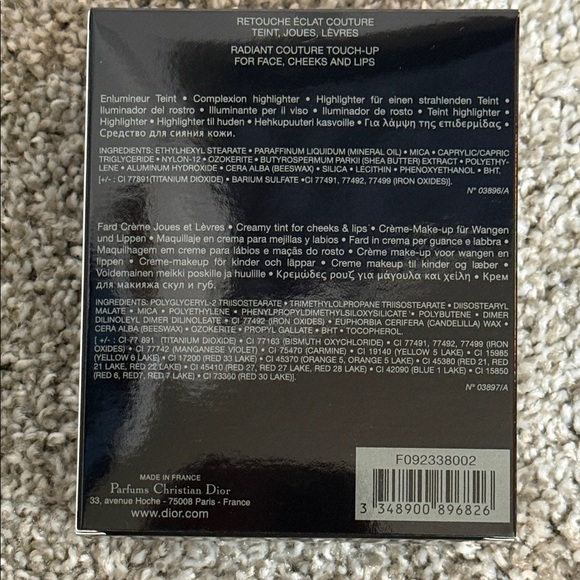 RETOUCHE ÉCLAT COUTURE
TEINT, JOUES, LÈVRES
RADIANT COUTURE TOUCH-UP
FOR FACE, CHEEKS AND LIPS
Enlumineur Teint • Complexion highlighter • Highlighter für einen strahlenden Teint •
Iluminador del rostro • Illuminante per il viso • Iluminador de rosto • Teint highlighter •
Highlighter • Highlighter til huden • Hehkupuuteri kasvoille • Για λάμψη της επιδερμίδας •
Средство для сияния кожи.
INGREDIENTS: ETHYLHEXYL STEARATE • PARAFFINUM LIQUIDUM (MINERAL OIL) • MICA • CAPRYLIC/CAPRIC
TRIGLYCERIDE • NYLON-12 • OZOKERITE • BUTYROSPERMUM PARKII (SHEA BUTTER) EXTRACT • POLYETHY-
LENE • ALUMINUM HYDROXIDE • CERA ALBA (BEESWAX) • SILICA • LECITHIN • PHENOXYETHANOL • BHT.
[+/- : CI 77891(TITANIUM DIOXIDE) • BARIUM SULFATE •CI 77491, 77492, 77499 (IRON OXIDES)].
N° 03896/A
Fard Crème Joues et Lèvres • Creamy tint for cheeks & lips • Crème-Make-up für Wangen
und Lippen • Maquillaje en crema para mejillas y labios • Fard in crema per guance e labbra •
Maquilhagem em creme para lábios e maçãs do rosto • Crème make-up voor wangen en
lippen • Creme-makeup för kinder och läppar • Creme makeup til kinder og læber •
Voidemainen meikki poskille ja huulille • Κρεμώδες ρουζ για μάγουλα και χείλη • Крем
для макияжа скул и губ.
INGREDIENTS: POLYGLYCERYL-2 TRIISOSTEARATE • TRIMETHYLOLPROPANE TRIISOSTEARATE • DIISOSTEARYL
MALATE • MICA • POLYETHYLENE • PHENYLPROPYLDIMETHYLSILOXYSILICATE • POLYBUTENE • DIMER
DILINOLEYL DIMER DILINOLEATE • CI 77492 (IRON OXIDES) • EUPHORBIA CERIFERA (CANDELILLA) WAX •
CERA ALBA (BEESWAX) • OZOKERITE • PROPYL GALLATE • BHT • TOCOPHEROL.
[ +/- : CI 77 891 (TITANIUM DIOXIDE) • CI 77163 (BISMUTH OXYCHLORIDE) • CI 77491, 77492, 77499 (IRON
OXIDES) • CI 77742 (MANGANESE VIOLET) • CI 75470 (CARMINE) • CI 19140 (YELLOW 5 LAKE) • CI 15985
(YELLOW 6 LAKE) • CI 17200 (RED 33 LAKE) • CI 45370 (ORANGE 5, ORANGE 5 LAKE) • CI 45380 (RED 21, RED
21 LAKE, RED 22 LAKE) • CI 45410 (RED 27, RED 27 LAKE, RED 28 LAKE) • CI 42090 (BLUE 1 LAKE) • CI 15850
(RED 6, RED7, RED 7 LAKE) • CI 73360 (RED 30 LAKE)].
N° 03897/A
F092338002
3 348900 896826
MADE IN FRANCE
Parfums Christian Dior
33, avenue Hoche - 75008 Paris - France
www.dior.com